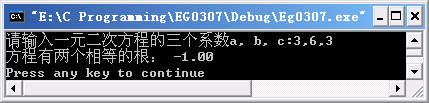 "E:\C Programming\EG0307\Debug\Eg0307.exe"
请输入一元二次方程的三个系数a, b, c:3,6,3
方程有两个相等的根: -1.00
Press any key to continue